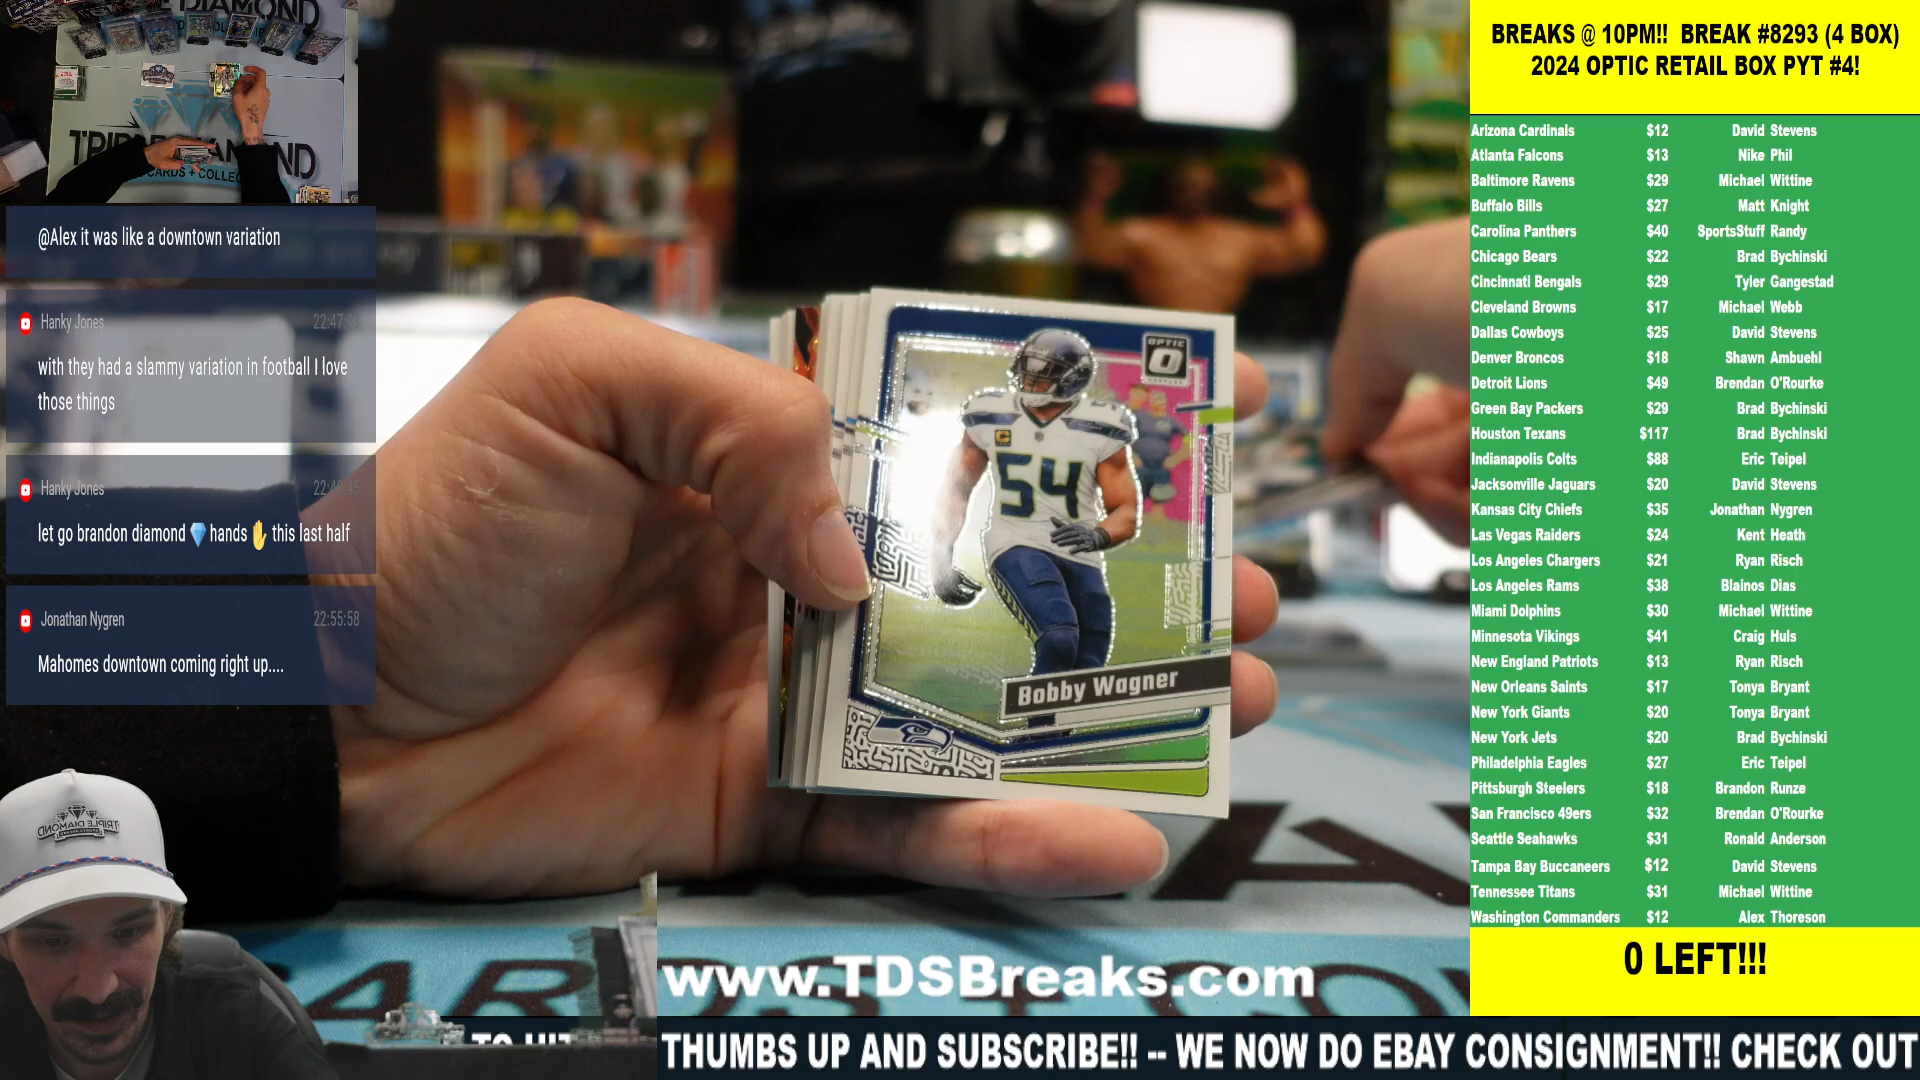 @Alex it was like a downtown variation
Hanky Jones
with they had a slammy variation in football I love
those things
Hanky Jones
let go brandon diamond 💎 hands ✋ this last half
Jonathan Nygren 22:55:58
Mahomes downtown coming right up....
OPTIC
54
Bobby Wagner
TRIPLE DIAMOND
www.TDSBreaks.com
THUMBS UP AND SUBSCRIBE!! -- WE NOW DO EBAY CONSIGNMENT!! CHECK OUT
BREAKS @ 10PM!! BREAK #8293 (4 BOX)
2024 OPTIC RETAIL BOX PYT #4!
Arizona Cardinals $12 David Stevens
Atlanta Falcons $13 Nike Phil
Baltimore Ravens $29 Michael Wittine
Buffalo Bills $27 Matt Knight
Carolina Panthers $40 SportsStuff Randy
Chicago Bears $22 Brad Bychinski
Cincinnati Bengals $29 Tyler Gangestad
Cleveland Browns $17 Michael Webb
Dallas Cowboys $25 David Stevens
Denver Broncos $18 Shawn Ambuehl
Detroit Lions $49 Brendan O'Rourke
Green Bay Packers $29 Brad Bychinski
Houston Texans $117 Brad Bychinski
Indianapolis Colts $88 Eric Teipel
Jacksonville Jaguars $20 David Stevens
Kansas City Chiefs $35 Jonathan Nygren
Las Vegas Raiders $24 Kent Heath
Los Angeles Chargers $21 Ryan Risch
Los Angeles Rams $38 Blainos Dias
Miami Dolphins $30 Michael Wittine
Minnesota Vikings $41 Craig Huls
New England Patriots $13 Ryan Risch
New Orleans Saints $17 Tonya Bryant
New York Giants $20 Tonya Bryant
New York Jets $20 Brad Bychinski
Philadelphia Eagles $27 Eric Teipel
Pittsburgh Steelers $18 Brandon Runze
San Francisco 49ers $32 Brendan O'Rourke
Seattle Seahawks $31 Ronald Anderson
Tampa Bay Buccaneers $12 David Stevens
Tennessee Titans $31 Michael Wittine
Washington Commanders $12 Alex Thoreson
0 LEFT!!!